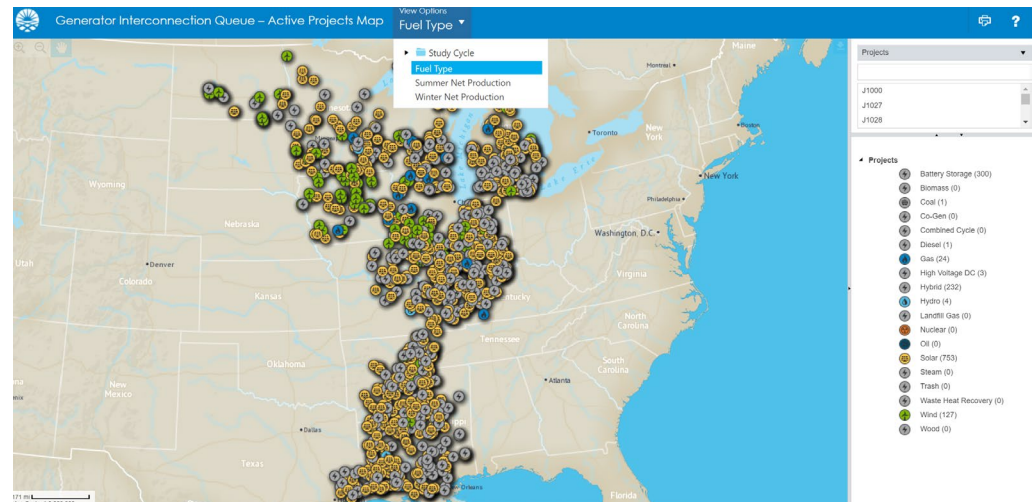 Generator Interconnection Queue – Active Projects Map
View Options
Fuel Type
Study Cycle
Fuel Type
Summer Net Production
Winter Net Production
?
Maine
Montreal
Toronto
New
York
Boston
New York
Philadelphia
Washington, D.C.
Virginia
North
Carolina
South
Carolina
Tennessee
Atlanta
Florida
Orleans
Wyoming
Nebraska
Utah
Denver
Colorado
Kansas
Oklahoma
New
Mexico
Dallas
Texas
Projects
J1000
J1027
J1028
Projects
Battery Storage (300)
Biomass (0)
Coal (1)
Co-Gen (0)
Combined Cycle (0)
Diesel (1)
Gas (24)
High Voltage DC (3)
Hybrid (232)
Hydro (4)
Landfill Gas (0)
Nuclear (0)
Oil (0)
Solar (753)
Steam (0)
Trash (0)
Waste Heat Recovery (0)
Wind (127)
Wood (0)